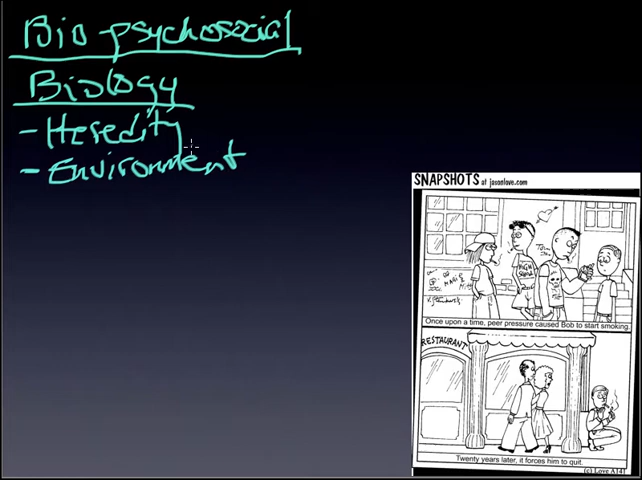 Bio-psychosocial
Biology
- Heredity
- Environment
SNAPSHOTS at jasonlove.com
Once upon a time, peer pressure caused Bob to start smoking.
RESTAURANT
Twenty years later, it forces him to quit.